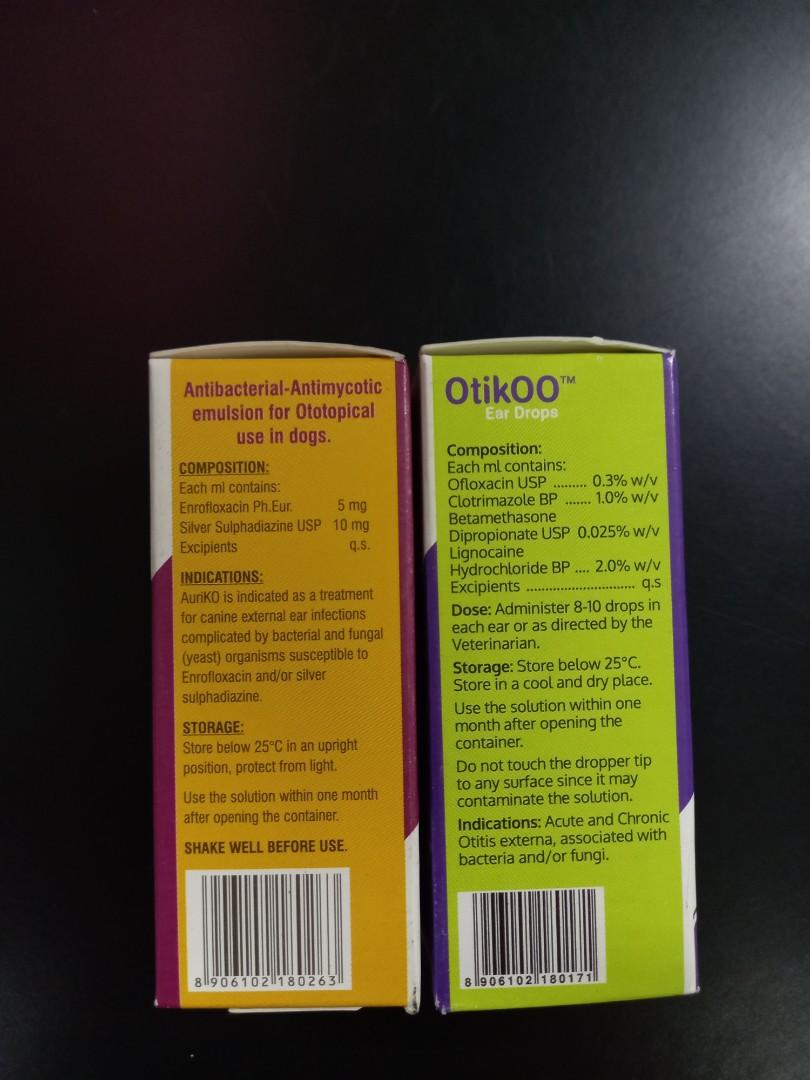 Antibacterial-Antimycotic
emulsion for Ototopical
use in dogs.
COMPOSITION:
Each ml contains:
Enrofloxacin Ph.Eur. 5 mg
Silver Sulphadiazine USP 10 mg
Excipients q.s.
INDICATIONS:
AuriKO is indicated as a treatment
for canine external ear infections
complicated by bacterial and fungal
(yeast) organisms susceptible to
Enrofloxacin and/or silver
sulphadiazine.
STORAGE:
Store below 25°C in an upright
position, protect from light.
Use the solution within one month
after opening the container.
SHAKE WELL BEFORE USE.
8 906102 180263
OtikOO™
Ear Drops
Composition:
Each ml contains:
Ofloxacin USP ......... 0.3% w/v
Clotrimazole BP ....... 1.0% w/v
Betamethasone
Dipropionate USP 0.025% w/v
Lignocaine
Hydrochloride BP .... 2.0% w/v
Excipients ............................ q.s
Dose: Administer 8-10 drops in
each ear or as directed by the
Veterinarian.
Storage: Store below 25°C.
Store in a cool and dry place.
Use the solution within one
month after opening the
container.
Do not touch the dropper tip
to any surface since it may
contaminate the solution.
Indications: Acute and Chronic
Otitis externa, associated with
bacteria and/or fungi.
8 906102 180171